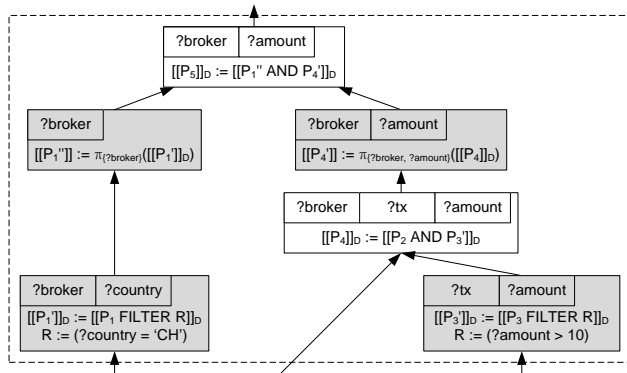 ?broker ?amount
[[P5]]D := [[P1'' AND P4']]D
?broker
[[P1'']] := π{?broker}([[P1']]D)
?broker ?amount
[[P4']] := π{?broker, ?amount}([[P4]]D)
?broker ?tx ?amount
[[P4]]D := [[P2 AND P3']]D
?broker ?country
[[P1']]D := [[P1 FILTER R]]D
R := (?country = 'CH')
?tx ?amount
[[P3']]D := [[P3 FILTER R]]D
R := (?amount > 10)